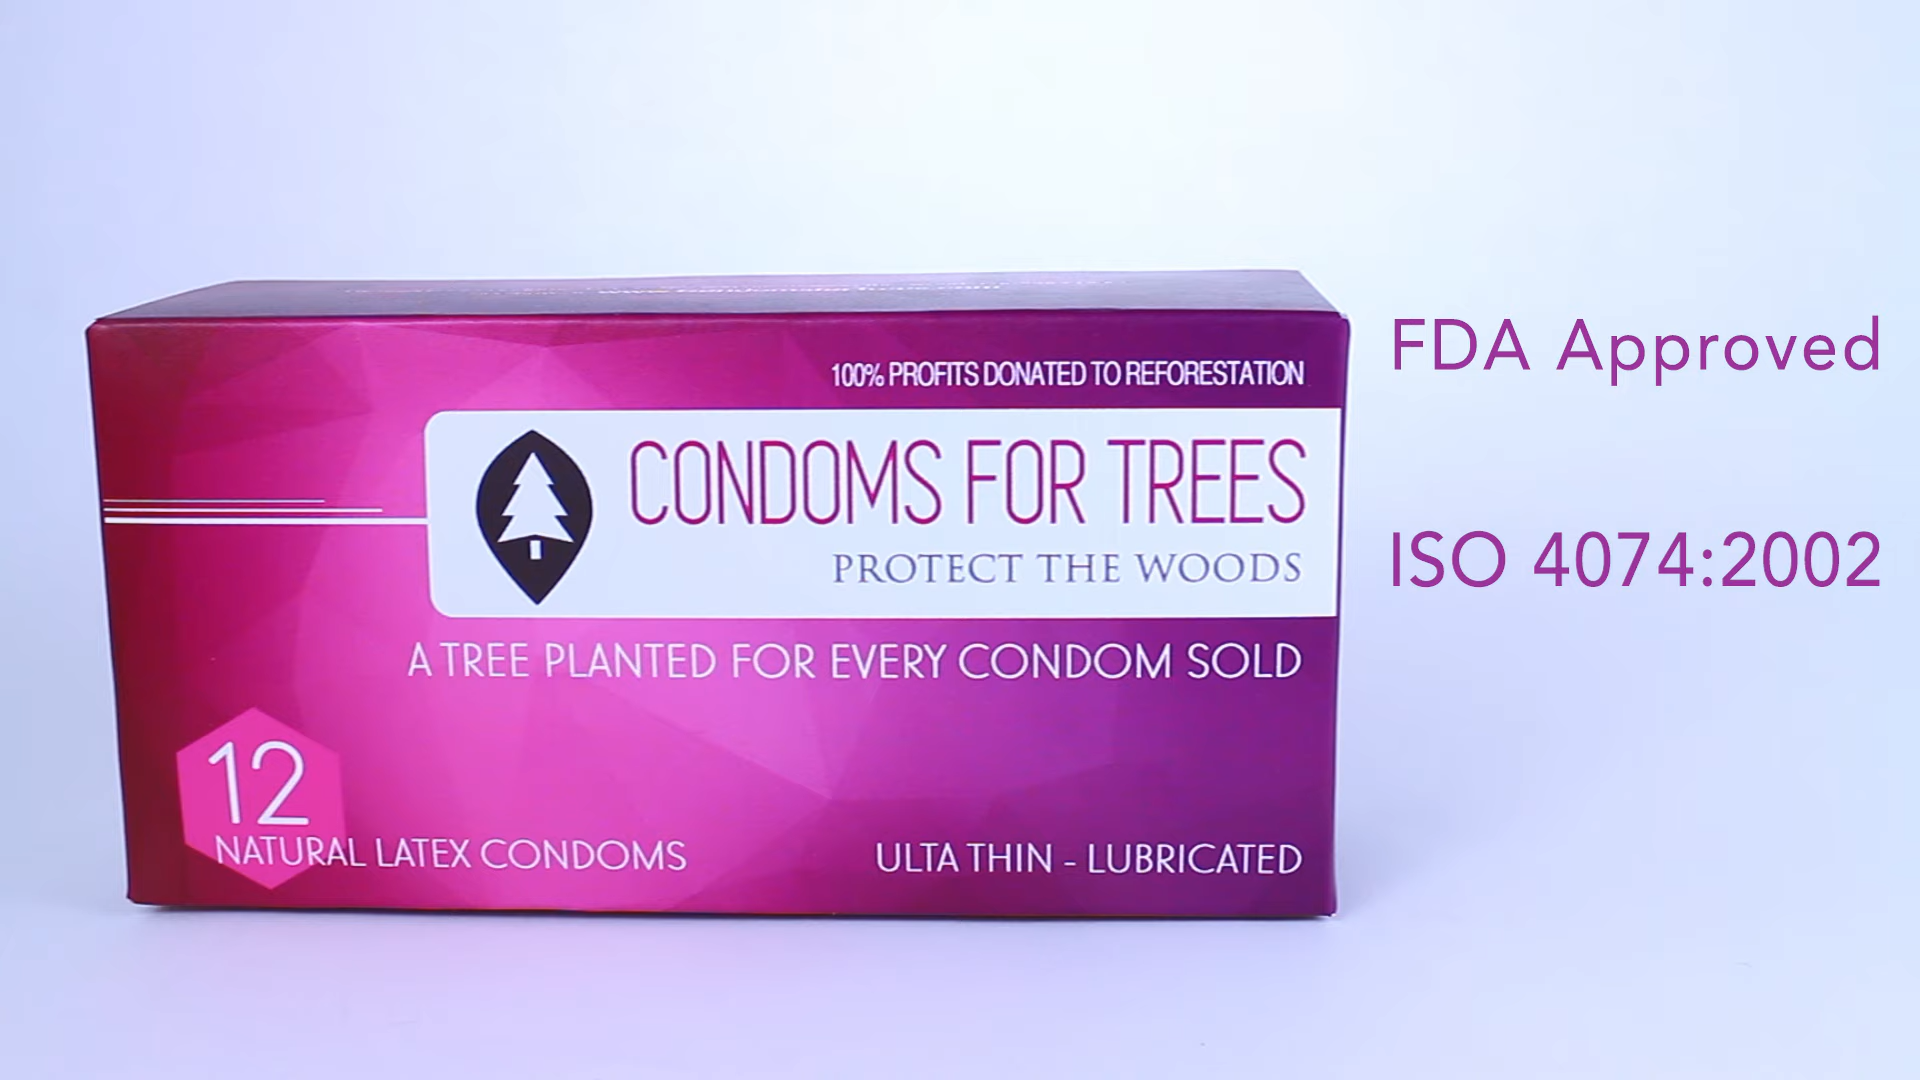 100% PROFITS DONATED TO REFORESTATION
CONDOMS FOR TREES
PROTECT THE WOODS
A TREE PLANTED FOR EVERY CONDOM SOLD
12
NATURAL LATEX CONDOMS
ULTA THIN - LUBRICATED
FDA Approved
ISO 4074:2002